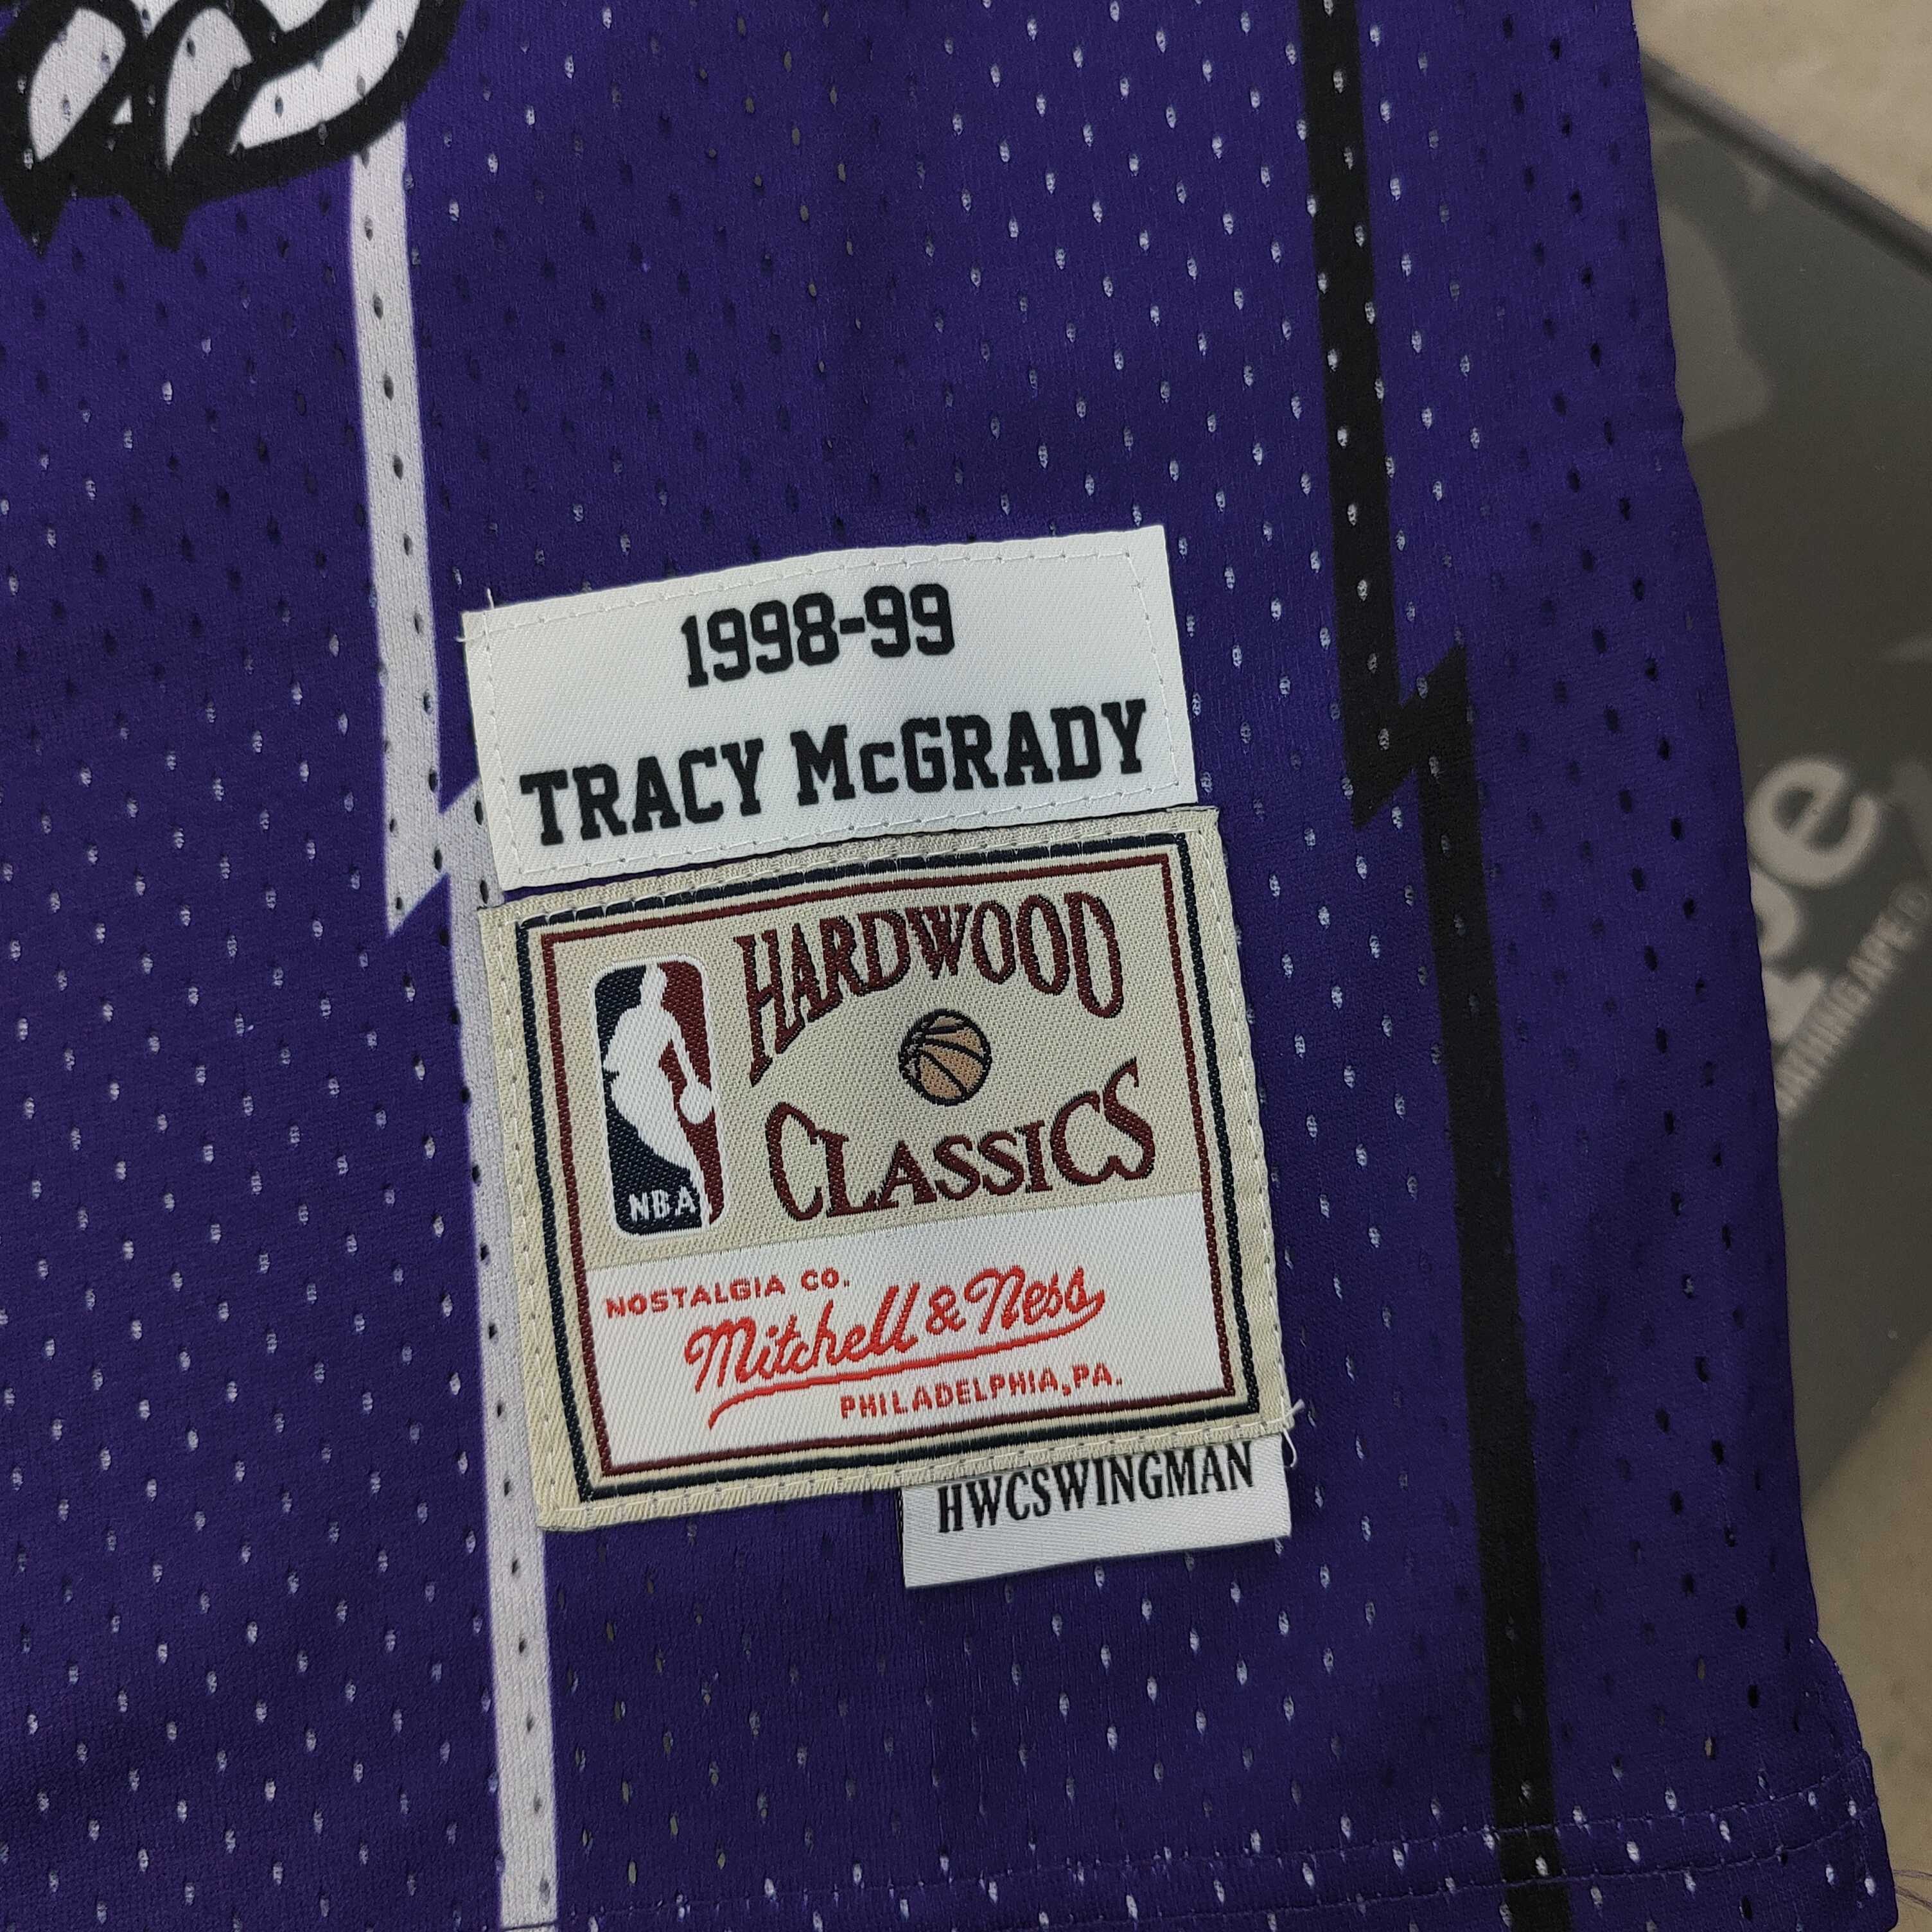 1998-99
TRACY McGRADY
HARDWOOD
CLASSICS
NBA
NOSTALGIA CO.
Mitchell & Ness
PHILADELPHIA, PA.
HWCSWINGMAN